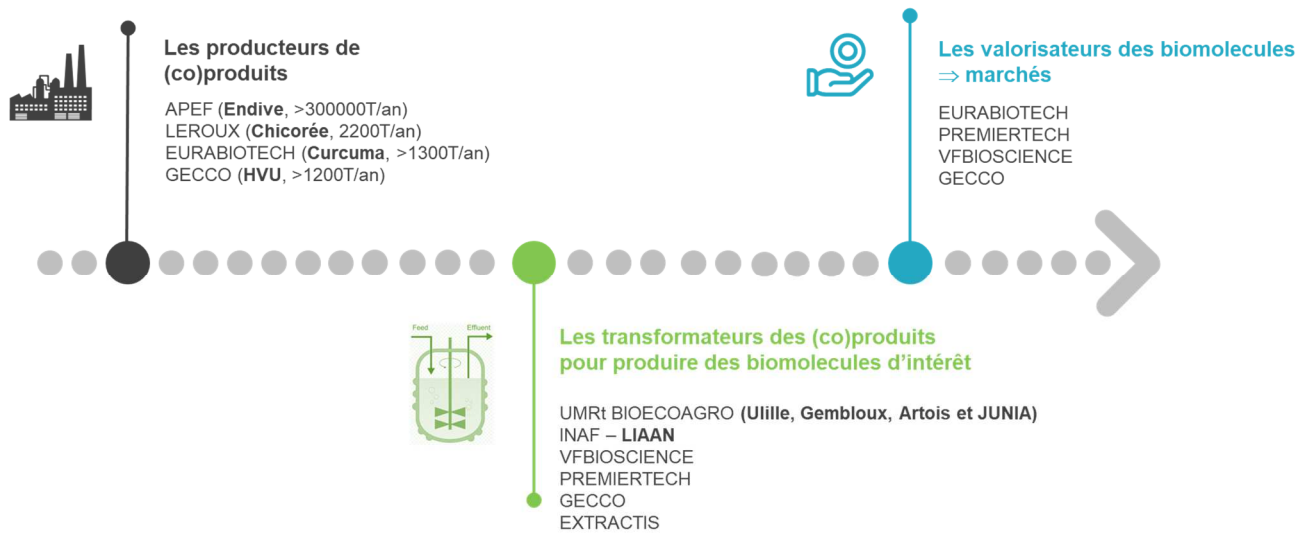 Les producteurs de
(co)produits
APEF (Endive, >300000T/an)
LEROUX (Chicorée, 2200T/an)
EURABIOTECH (Curcuma, >1300T/an)
GECCO (HVU, >1200T/an)
Les valorisateurs des biomolecules
⇒ marchés
EURABIOTECH
PREMIERTECH
VFBIOSCIENCE
GECCO
Feed
Effluent
Les transformateurs des (co)produits
pour produire des biomolecules d'intérêt
UMRt BIOECOAGRO (Ulille, Gembloux, Artois et JUNIA)
INAF – LIAAN
VFBIOSCIENCE
PREMIERTECH
GECCO
EXTRACTIS